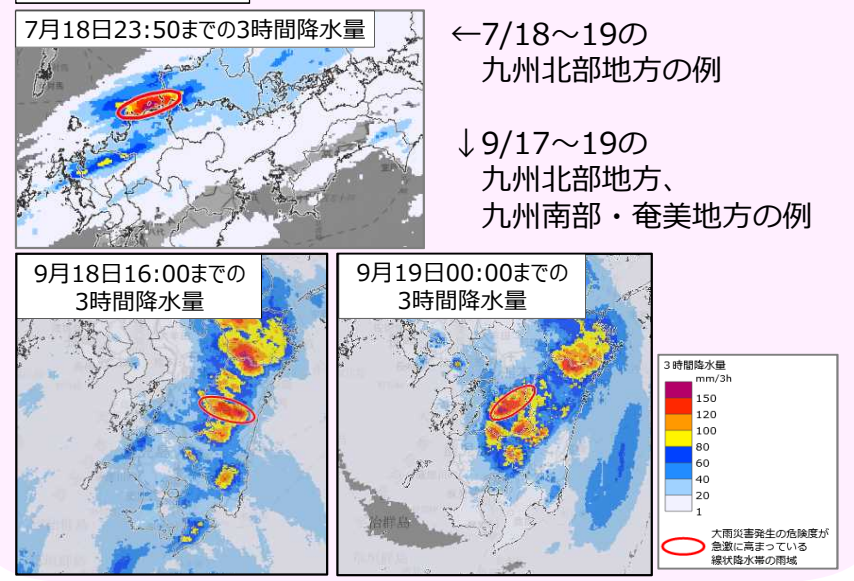 7月18日23:50までの3時間降水量
←7/18～19の
九州北部地方の例
↓9/17～19の
九州北部地方、
九州南部・奄美地方の例
9月18日16:00までの
3時間降水量
9月19日00:00までの
3時間降水量
3時間降水量
mm/3h
150
120
100
80
60
40
20
1
大雨災害発生の危険度が
急激に高まっている
線状降水帯の雨域